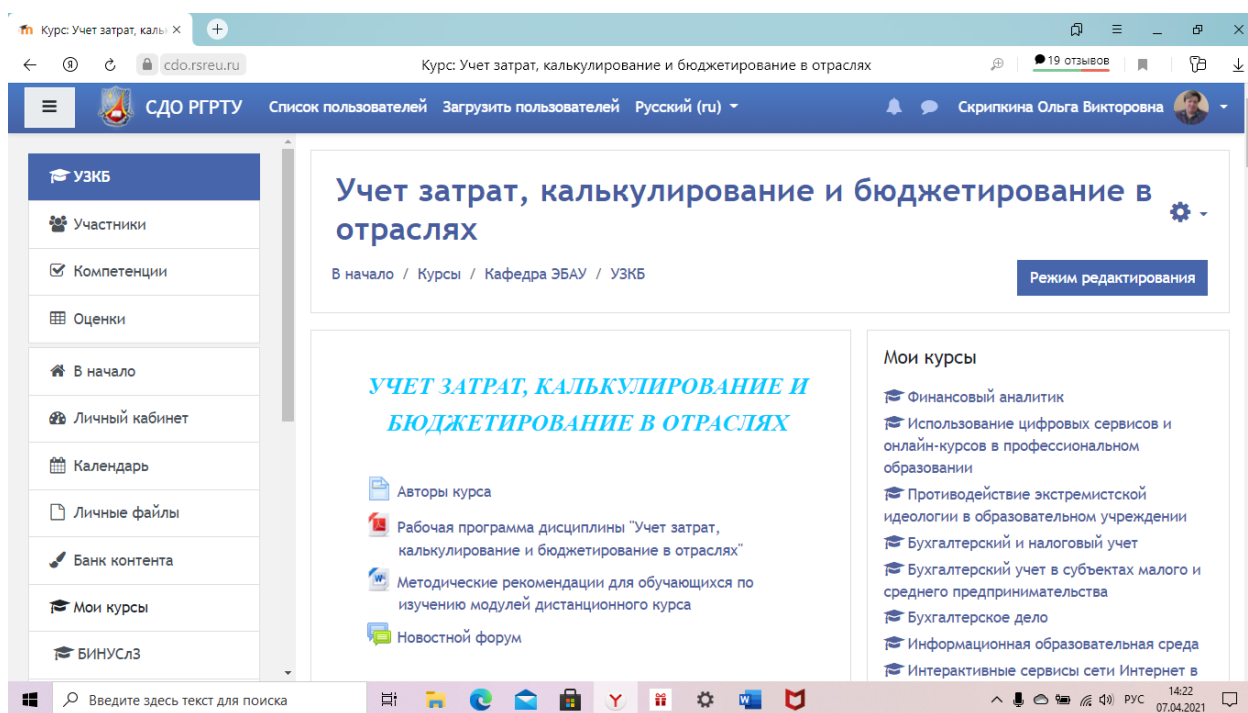 Курс: Учет затрат, каль
cdo.rsreu.ru
Курс: Учет затрат, калькулирование и бюджетирование в отраслях
19 отзывов
СДО РГРТУ
Список пользователей
Загрузить пользователей
Русский (ru)
Скрипкина Ольга Викторовна
УЗКБ
Участники
Компетенции
Оценки
В начало
Личный кабинет
Календарь
Личные файлы
Банк контента
Мои курсы
БИНУСлЗ
Учет затрат, калькулирование и бюджетирование в
отраслях
В начало / Курсы / Кафедра ЭБАУ / УЗКБ
Режим редактирования
УЧЕТ ЗАТРАТ, КАЛЬКУЛИРОВАНИЕ И
БЮДЖЕТИРОВАНИЕ В ОТРАСЛЯХ
Авторы курса
Рабочая программа дисциплины "Учет затрат,
калькулирование и бюджетирование в отраслях"
Методические рекомендации для обучающихся по
изучению модулей дистанционного курса
Новостной форум
Мои курсы
Финансовый аналитик
Использование цифровых сервисов и
онлайн-курсов в профессиональном
образовании
Противодействие экстремистской
идеологии в образовательном учреждении
Бухгалтерский и налоговый учет
Бухгалтерский учет в субъектах малого и
среднего предпринимательства
Бухгалтерское дело
Информационная образовательная среда
Интерактивные сервисы сети Интернет в
Введите здесь текст для поиска
РУС
14:22
07.04.2021